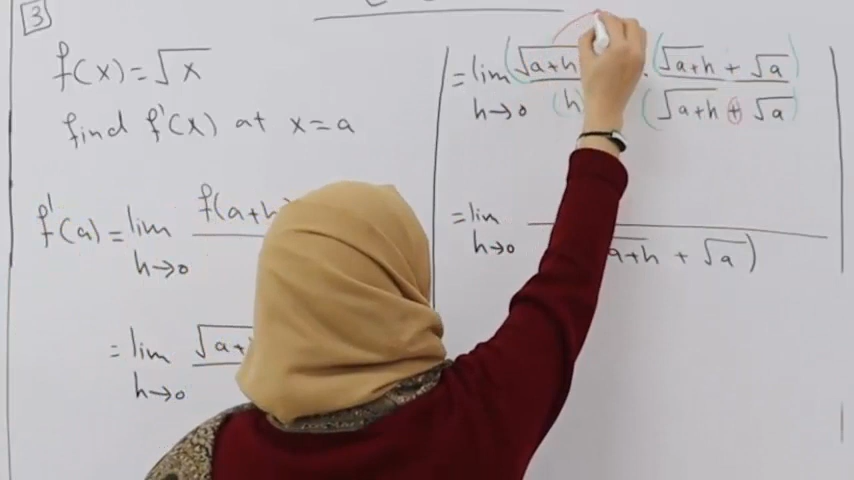 3
f(x) = √x
find f'(x) at x = a
f'(a) = lim f(a+h)
h→0
= lim √a+
h→0
= lim (√a+h · (√a+h + √a)
h→0 (h) (√a+h + √a)
= lim
h→0 a+h + √a)